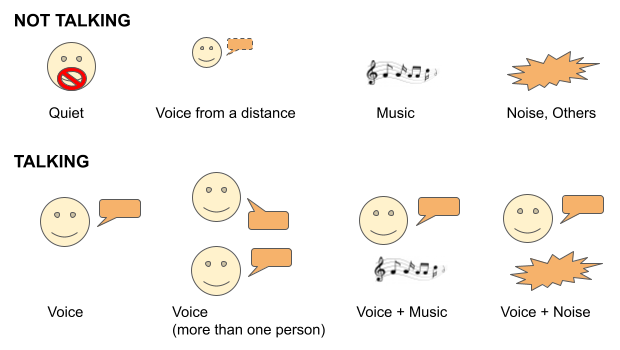 NOT TALKING
Quiet
Voice from a distance
Music
Noise, Others
TALKING
Voice
Voice
(more than one person)
Voice + Music
Voice + Noise